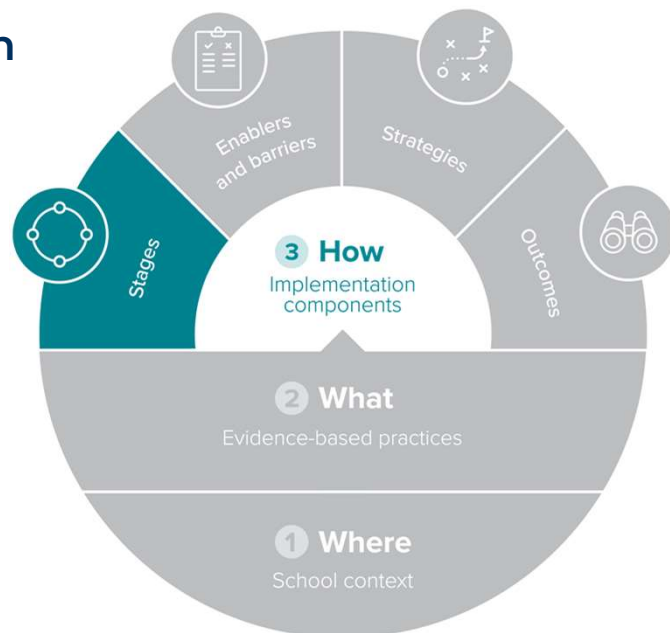 n
Enablers
and barriers
Strategies
Stages
Outcomes
3 How
Implementation
components
2 What
Evidence-based practices
1 Where
School context